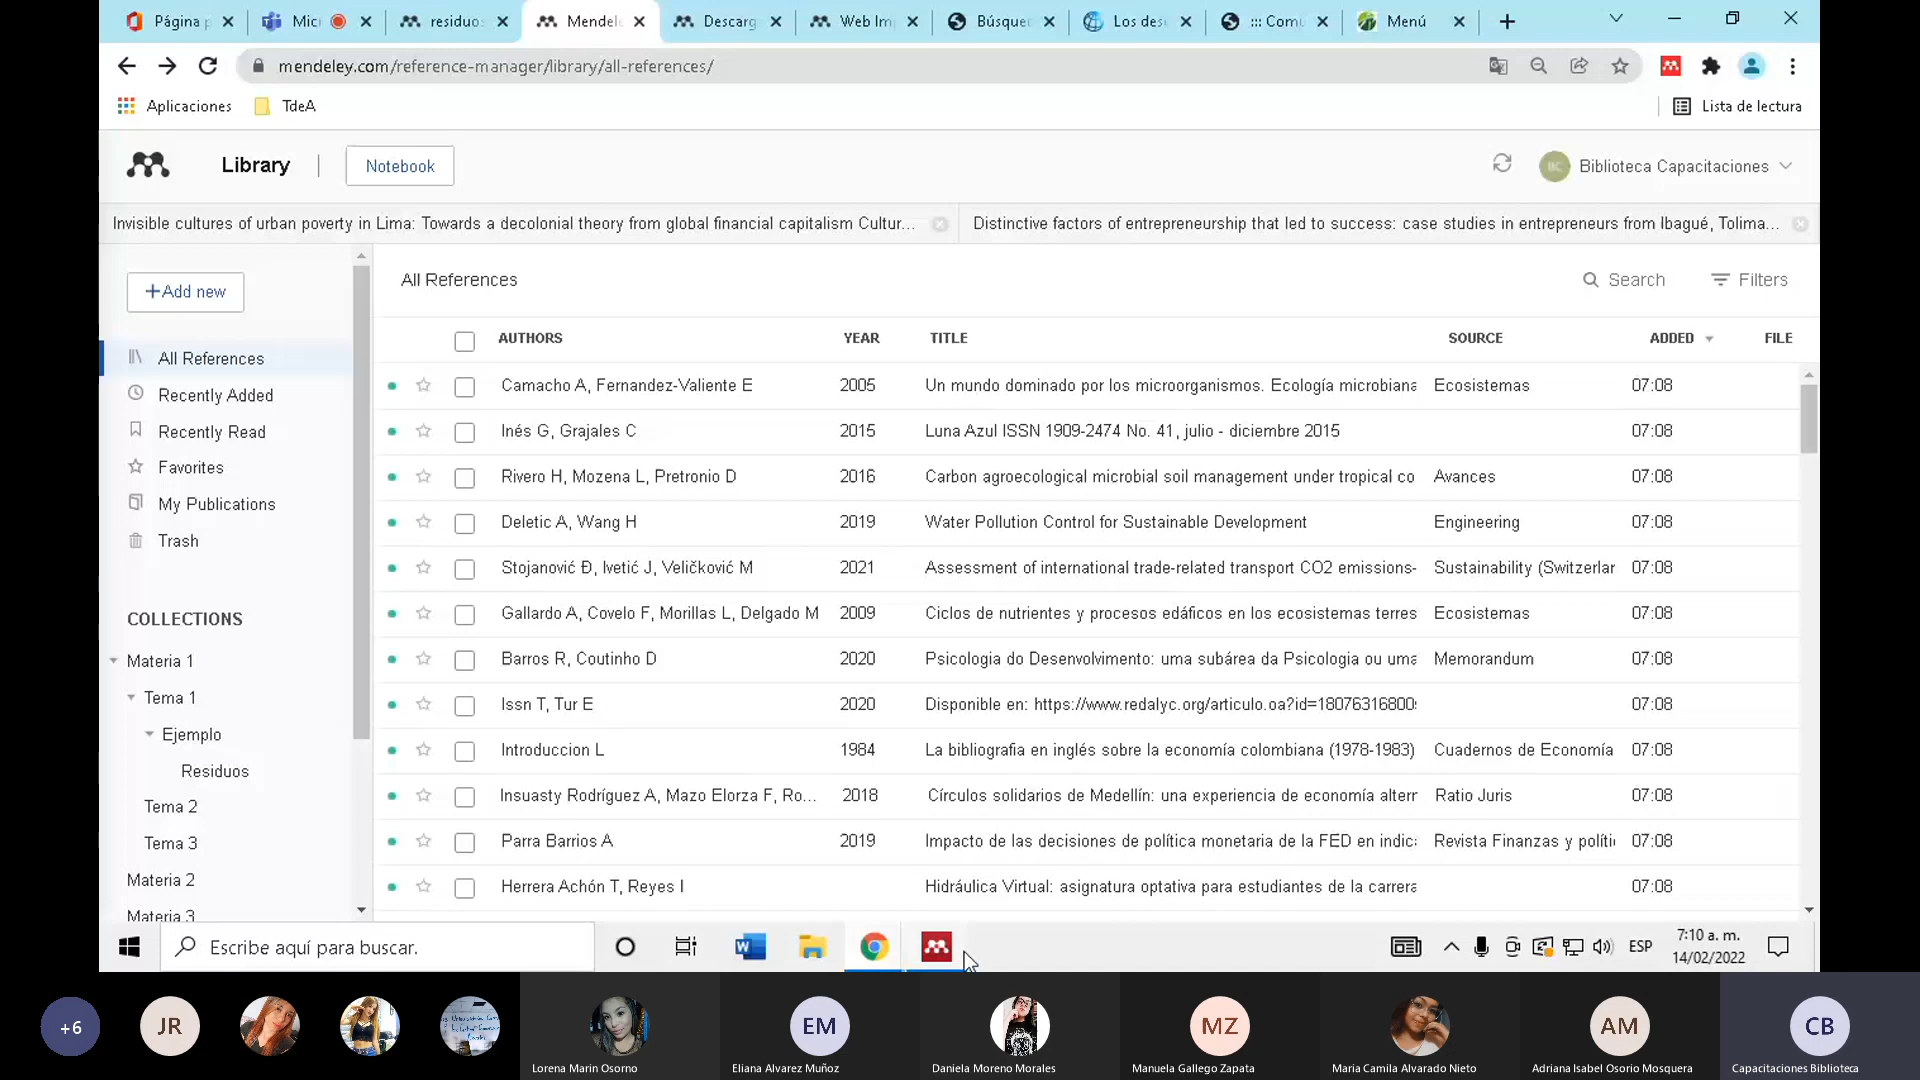 Página p
Micr
residuo
Mendele
Descarg
Web Im
Búsque
Los des
::: Com
Menú
mendeley.com/reference-manager/library/all-references/
Aplicaciones
TdeA
Lista de lectura
Library
Notebook
Biblioteca Capacitaciones
Invisible cultures of urban poverty in Lima: Towards a decolonial theory from global financial capitalism Cultur...
Distinctive factors of entrepreneurship that led to success: case studies in entrepreneurs from Ibagué, Tolima...
+Add new
All References
Recently Added
Recently Read
Favorites
My Publications
Trash
COLLECTIONS
Materia 1
Tema 1
Ejemplo
Residuos
Tema 2
Tema 3
Materia 2
Materia 3
All References
Search
Filters
AUTHORS YEAR TITLE SOURCE ADDED FILE
Camacho A, Fernandez-Valiente E 2005 Un mundo dominado por los microorganismos. Ecología microbiana Ecosistemas 07:08
Inés G, Grajales C 2015 Luna Azul ISSN 1909-2474 No. 41, julio - diciembre 2015 07:08
Rivero H, Mozena L, Pretronio D 2016 Carbon agroecological microbial soil management under tropical co Avances 07:08
Deletic A, Wang H 2019 Water Pollution Control for Sustainable Development Engineering 07:08
Stojanović Đ, Ivetić J, Veličković M 2021 Assessment of international trade-related transport CO2 emissions- Sustainability (Switzerlan 07:08
Gallardo A, Covelo F, Morillas L, Delgado M 2009 Ciclos de nutrientes y procesos edáficos en los ecosistemas terres Ecosistemas 07:08
Barros R, Coutinho D 2020 Psicologia do Desenvolvimento: uma subárea da Psicologia ou uma Memorandum 07:08
Issn T, Tur E 2020 Disponible en: https://www.redalyc.org/articulo.oa?id=18076316800 07:08
Introduccion L 1984 La bibliografia en inglés sobre la economía colombiana (1978-1983) Cuadernos de Economía 07:08
Insuasty Rodríguez A, Mazo Elorza F, Ro... 2018 Círculos solidarios de Medellín: una experiencia de economía altern Ratio Juris 07:08
Parra Barrios A 2019 Impacto de las decisiones de política monetaria de la FED en indic Revista Finanzas y políti 07:08
Herrera Achón T, Reyes I Hidráulica Virtual: asignatura optativa para estudiantes de la carrera 07:08
Escribe aquí para buscar.
ESP
7:10 a. m.
14/02/2022
+6
JR
EM
MZ
AM
CB
Lorena Marin Osorno
Eliana Alvarez Muñoz
Daniela Moreno Morales
Manuela Gallego Zapata
Maria Camila Alvarado Nieto
Adriana Isabel Osorio Mosquera
Capacitaciones Biblioteca